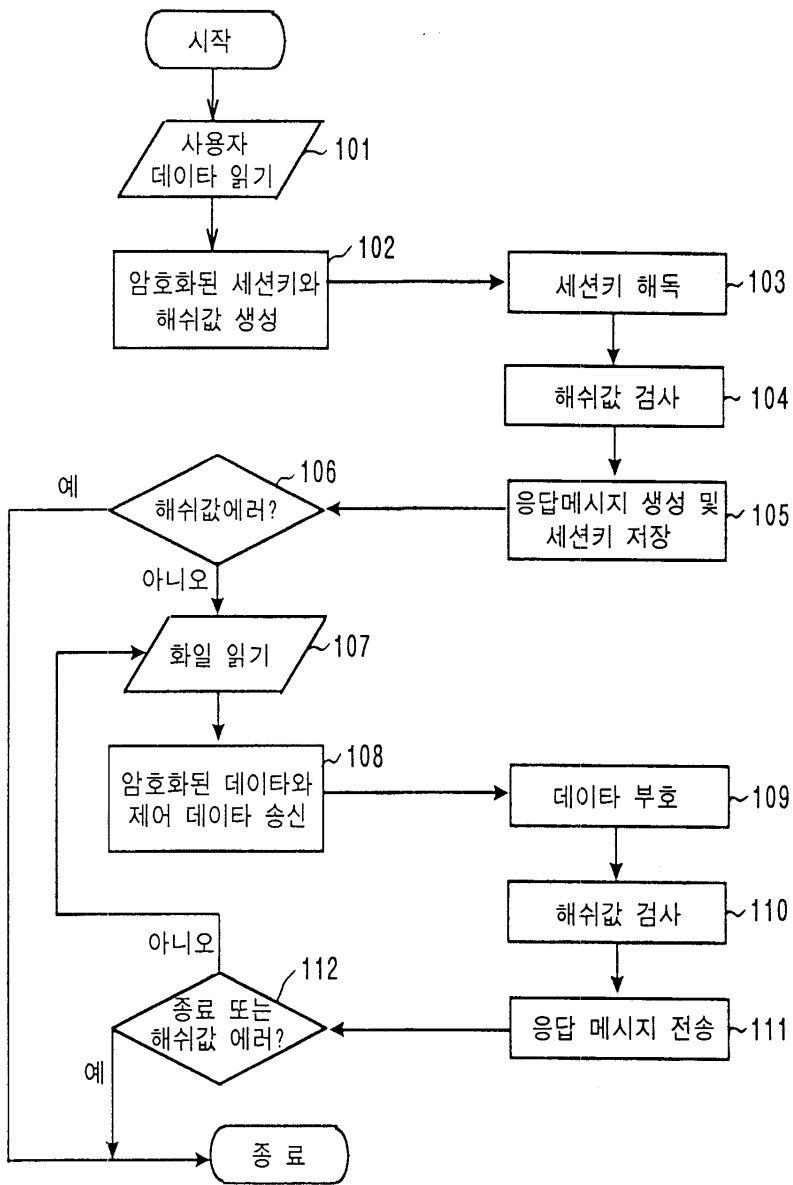 시작
사용자
데이타 읽기
101
암호화된 세션키와
해쉬값 생성
102
세션키 해독
103
해쉬값 검사
104
응답메시지 생성 및
세션키 저장
105
해쉬값에러?
106
예
아니오
화일 읽기
107
암호화된 데이타와
제어 데이타 송신
108
데이타 부호
109
해쉬값 검사
110
응답 메시지 전송
111
아니오
종료 또는
해쉬값 에러?
112
예
종 료